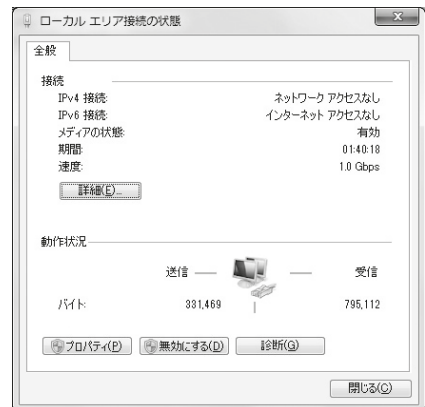 ローカル エリア接続の状態
全般
接続
IPv4 接続: ネットワーク アクセスなし
IPv6 接続: インターネット アクセスなし
メディアの状態: 有効
期間: 01:40:18
速度: 1.0 Gbps
詳細(E)...
動作状況
送信 — — 受信
バイト: 331,469 | 795,112
プロパティ(P) 無効にする(D) 診断(G)
閉じる(C)